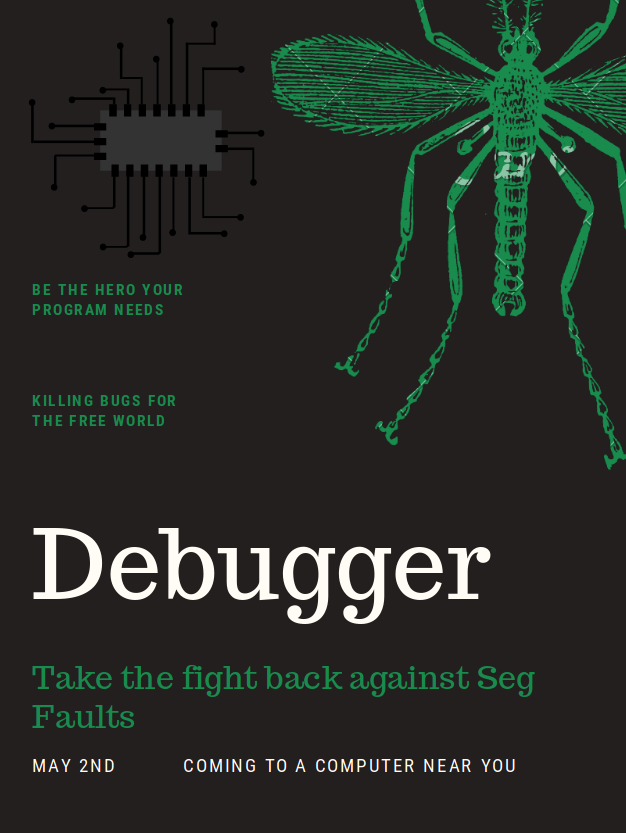 BE THE HERO YOUR
PROGRAM NEEDS
KILLING BUGS FOR
THE FREE WORLD
Debugger
Take the fight back against Seg
Faults
MAY 2ND COMING TO A COMPUTER NEAR YOU